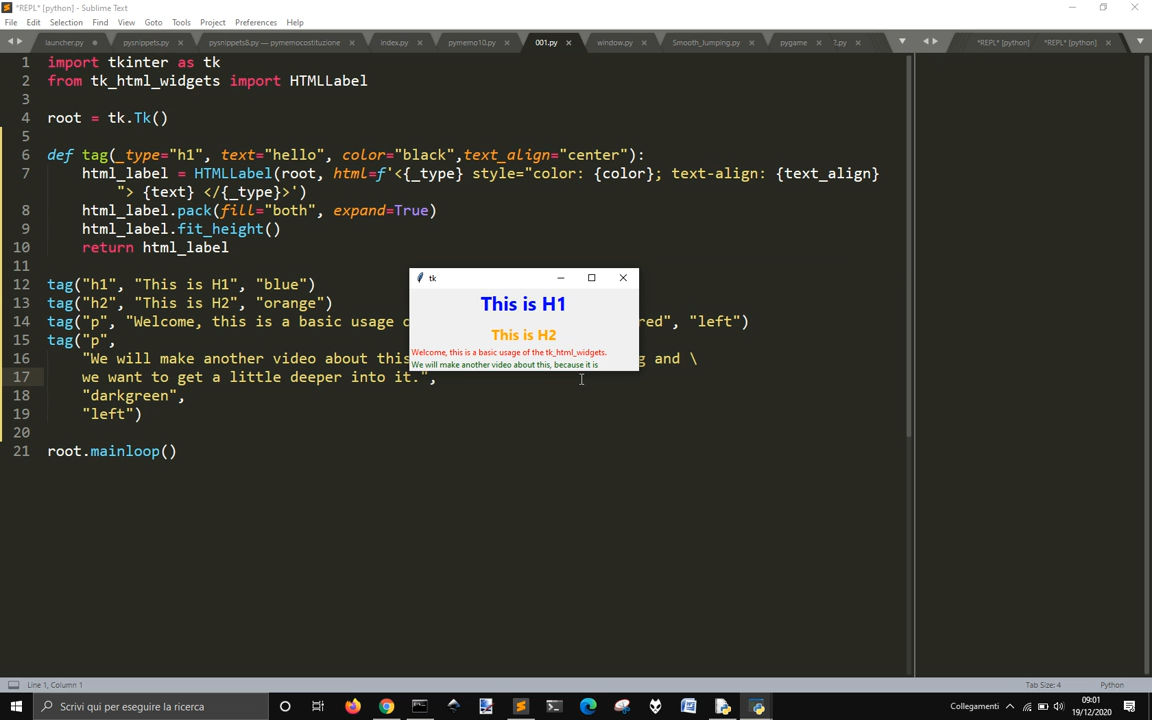 *REPL* [python] - Sublime Text
File Edit Selection Find View Goto Tools Project Preferences Help
launcher.py pysnippets.py pysnippets8.py — pymemocostituzione index.py pymemo10.py 001.py window.py Smooth_Jumping.py pygame ?.py *REPL* [python] *REPL* [python]
1 import tkinter as tk
2 from tk_html_widgets import HTMLLabel
3
4 root = tk.Tk()
5
6 def tag(_type="h1", text="hello", color="black",text_align="center"):
7 html_label = HTMLLabel(root, html=f'<{_type} style="color: {color}; text-align: {text_align}
"> {text} </{_type}>')
8 html_label.pack(fill="both", expand=True)
9 html_label.fit_height()
10 return html_label
11
12 tag("h1", "This is H1", "blue")
13 tag("h2", "This is H2", "orange")
14 tag("p", "Welcome, this is a basic usage red", "left")
15 tag("p",
16 "We will make another video about this and \
17 we want to get a little deeper into it.",
18 "darkgreen",
19 "left")
20
21 root.mainloop()
tk
This is H1
This is H2
Welcome, this is a basic usage of the tk_html_widgets.
We will make another video about this, because it is
Line 1, Column 1 Tab Size: 4 Python
Scrivi qui per eseguire la ricerca
Collegamenti
09:01
19/12/2020